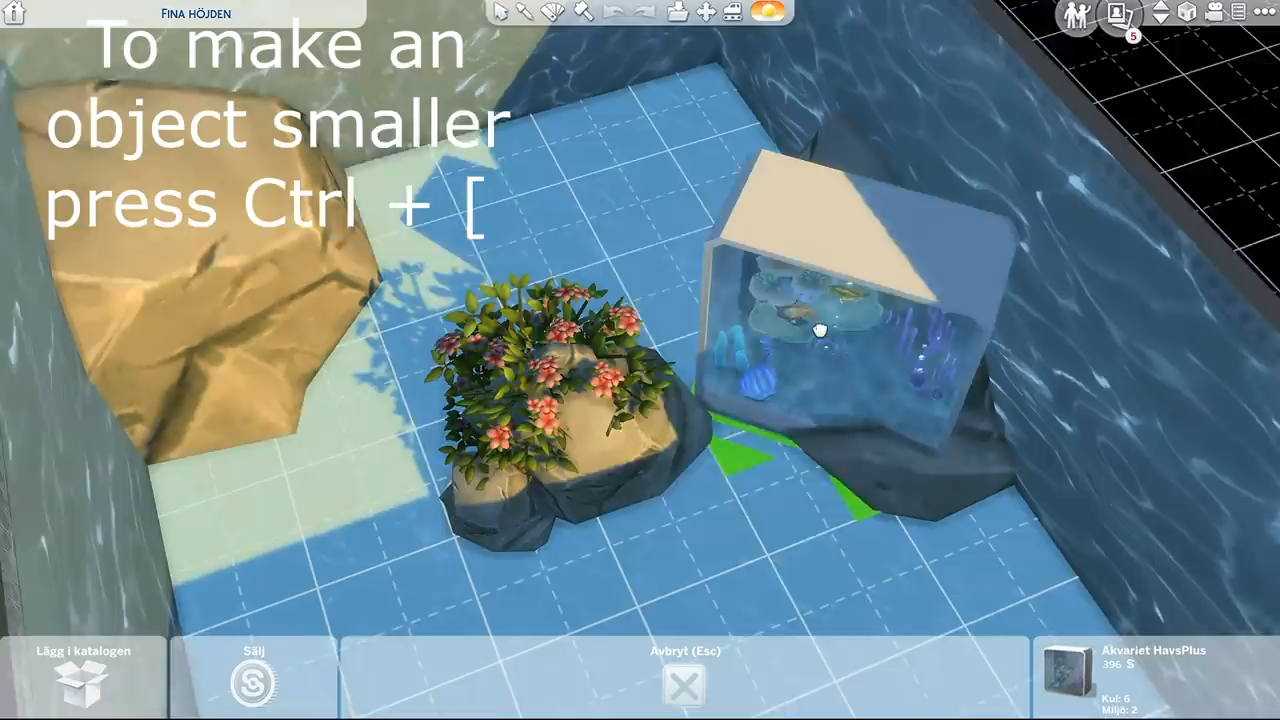 FINA HÖJDEN
To make an
object smaller
press Ctrl + [
5
Lägg i katalogen
Sälj
Avbryt (Esc)
Akvariet HavsPlus
396 §
Kul: 6
Miljö: 2